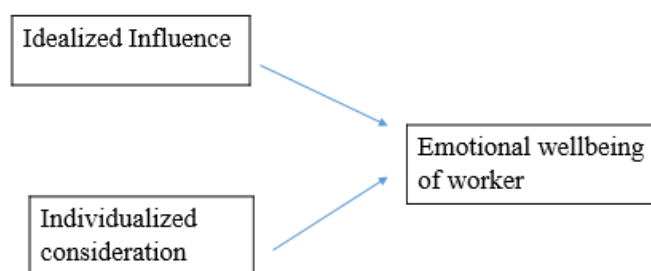 Idealized Influence
Emotional wellbeing
of worker
Individualized
consideration